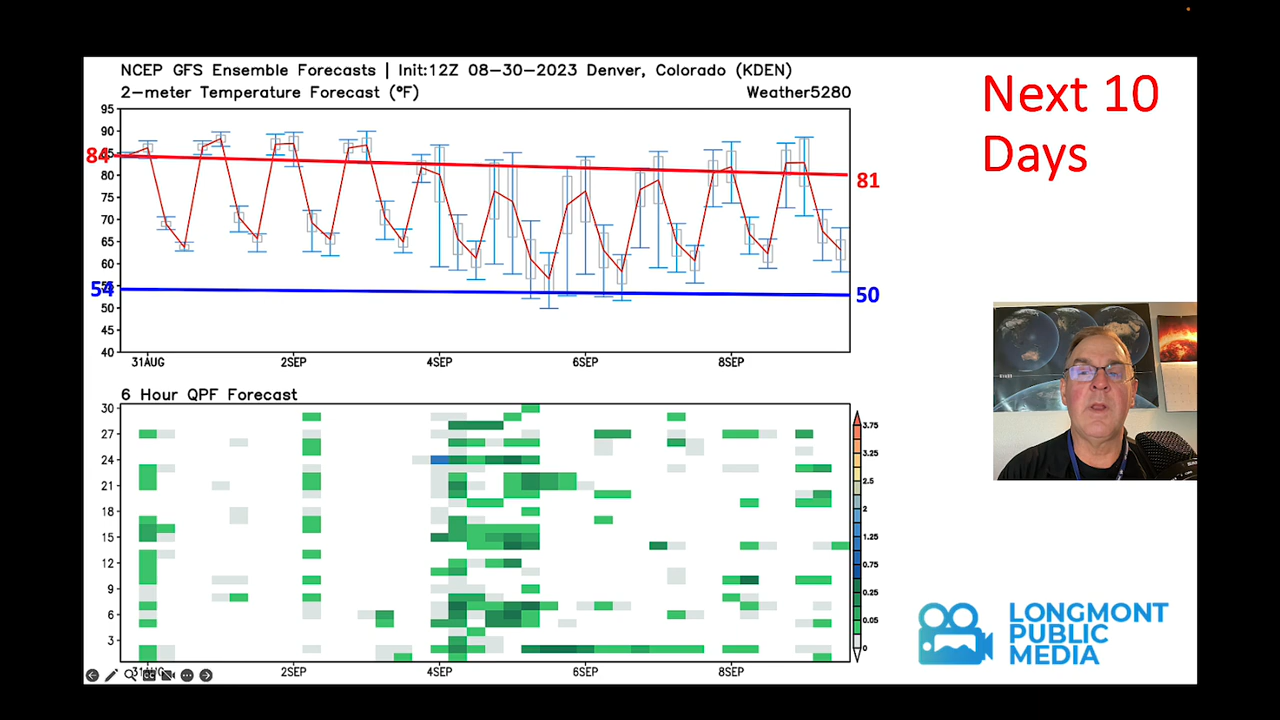 NCEP GFS Ensemble Forecasts | Init:12Z 08-30-2023 Denver, Colorado (KDEN)
2-meter Temperature Forecast (°F)
Weather5280
Next 10
Days
95
90
84
80
75
70
65
60
54
50
45
40
81
50
31AUG
2SEP
4SEP
6SEP
8SEP
6 Hour QPF Forecast
30
27
24
21
18
15
12
9
6
3
3.75
3.25
2.5
2
1.25
0.75
0.25
0.05
0
31AUG
2SEP
4SEP
6SEP
8SEP
LONGMONT
PUBLIC
MEDIA